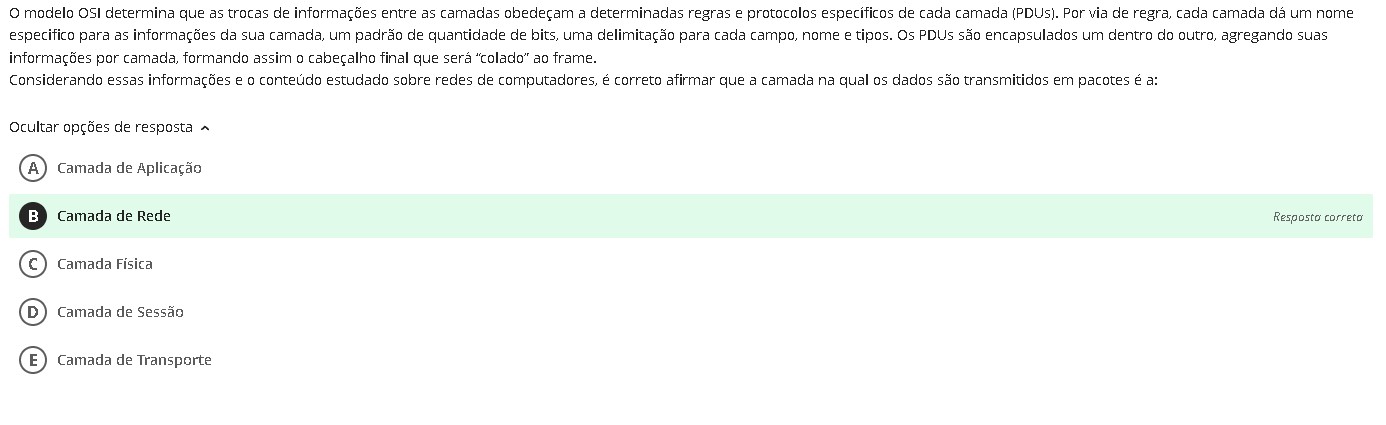 O modelo OSI determina que as trocas de informações entre as camadas obedeçam a determinadas regras e protocolos específicos de cada camada (PDUs). Por via de regra, cada camada dá um nome
especifico para as informações da sua camada, um padrão de quantidade de bits, uma delimitação para cada campo, nome e tipos. Os PDUs são encapsulados um dentro do outro, agregando suas
informações por camada, formando assim o cabeçalho final que será “colado” ao frame.
Considerando essas informações e o conteúdo estudado sobre redes de computadores, é correto afirmar que a camada na qual os dados são transmitidos em pacotes é a:
Ocultar opções de resposta
A Camada de Aplicação
B Camada de Rede Resposta correta
C Camada Física
D Camada de Sessão
E Camada de Transporte